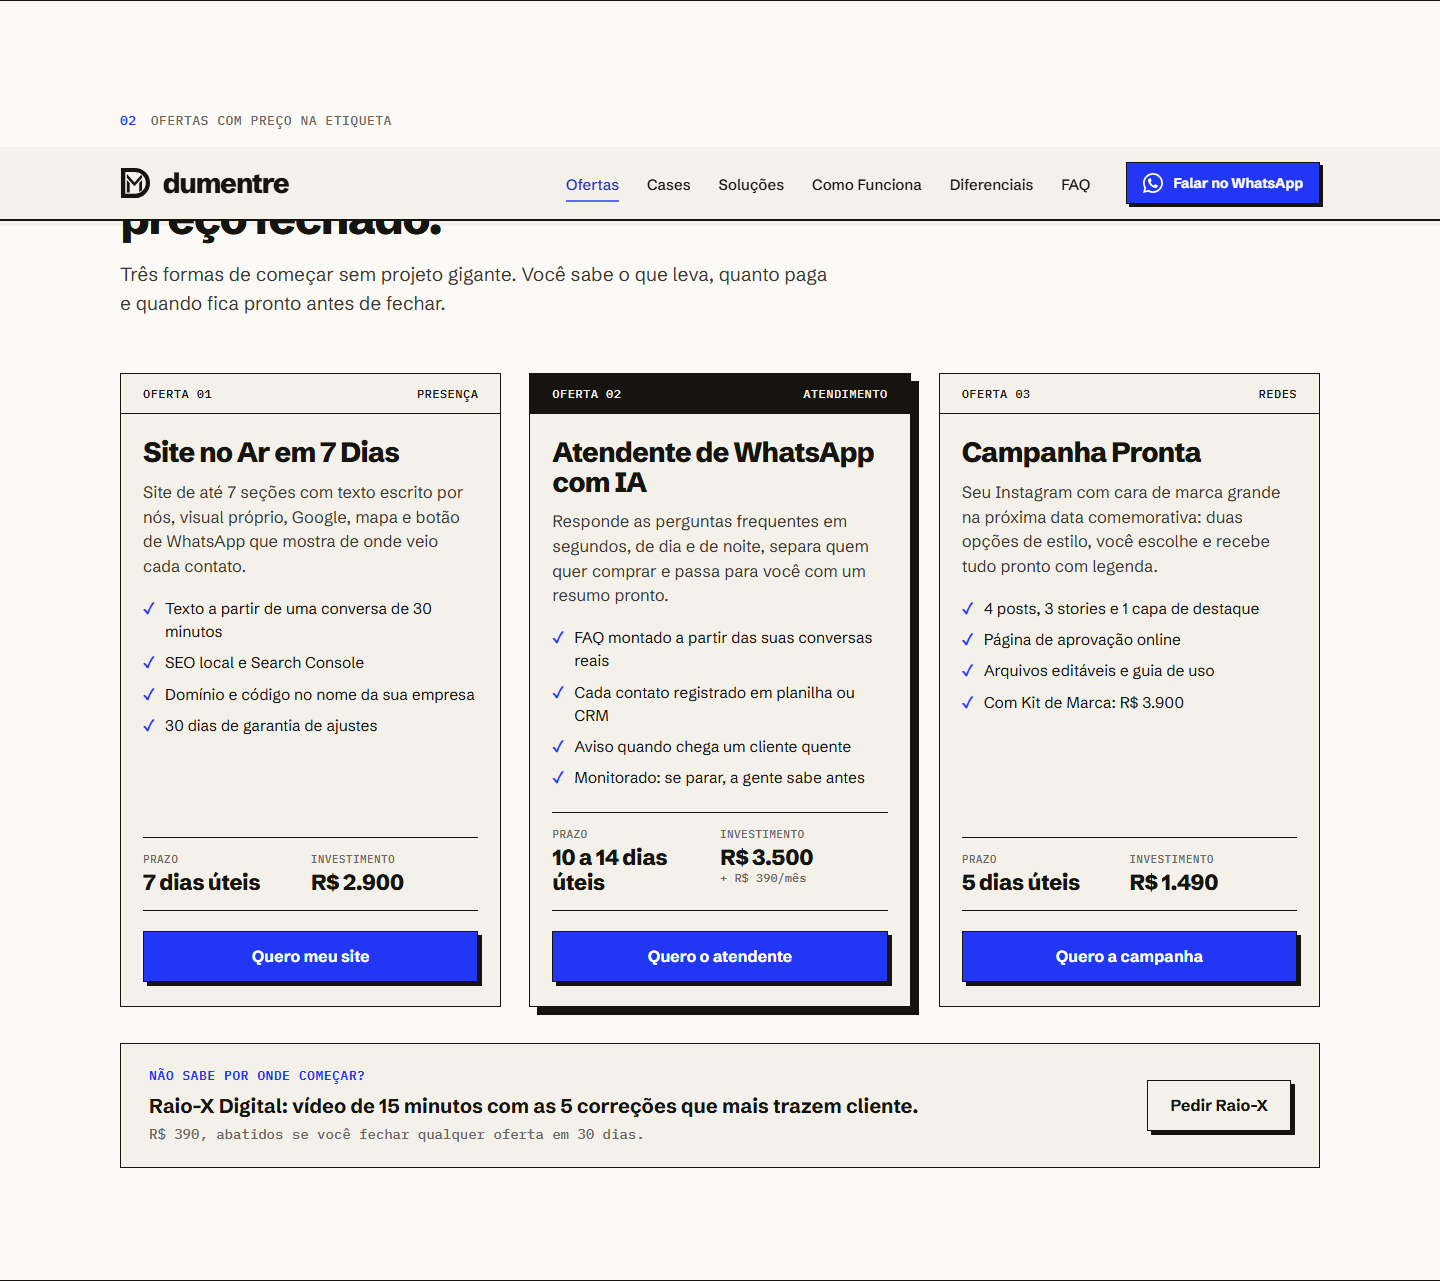 02 OFERTAS COM PREÇO NA ETIQUETA
dumentre
Ofertas
Cases
Soluções
Como Funciona
Diferenciais
FAQ
Falar no WhatsApp
preço fechado.
Três formas de começar sem projeto gigante. Você sabe o que leva, quanto paga
e quando fica pronto antes de fechar.
OFERTA 01
PRESENÇA
Site no Ar em 7 Dias
Site de até 7 seções com texto escrito por
nós, visual próprio, Google, mapa e botão
de WhatsApp que mostra de onde veio
cada contato.
✓ Texto a partir de uma conversa de 30
minutos
✓ SEO local e Search Console
✓ Domínio e código no nome da sua empresa
✓ 30 dias de garantia de ajustes
PRAZO
7 dias úteis
INVESTIMENTO
R$ 2.900
Quero meu site
OFERTA 02
ATENDIMENTO
Atendente de WhatsApp
com IA
Responde as perguntas frequentes em
segundos, de dia e de noite, separa quem
quer comprar e passa para você com um
resumo pronto.
✓ FAQ montado a partir das suas conversas
reais
✓ Cada contato registrado em planilha ou
CRM
✓ Aviso quando chega um cliente quente
✓ Monitorado: se parar, a gente sabe antes
PRAZO
10 a 14 dias
úteis
INVESTIMENTO
R$ 3.500
+ R$ 390/mês
Quero o atendente
OFERTA 03
REDES
Campanha Pronta
Seu Instagram com cara de marca grande
na próxima data comemorativa: duas
opções de estilo, você escolhe e recebe
tudo pronto com legenda.
✓ 4 posts, 3 stories e 1 capa de destaque
✓ Página de aprovação online
✓ Arquivos editáveis e guia de uso
✓ Com Kit de Marca: R$ 3.900
PRAZO
5 dias úteis
INVESTIMENTO
R$ 1.490
Quero a campanha
NÃO SABE POR ONDE COMEÇAR?
Raio-X Digital: vídeo de 15 minutos com as 5 correções que mais trazem cliente.
R$ 390, abatidos se você fechar qualquer oferta em 30 dias.
Pedir Raio-X